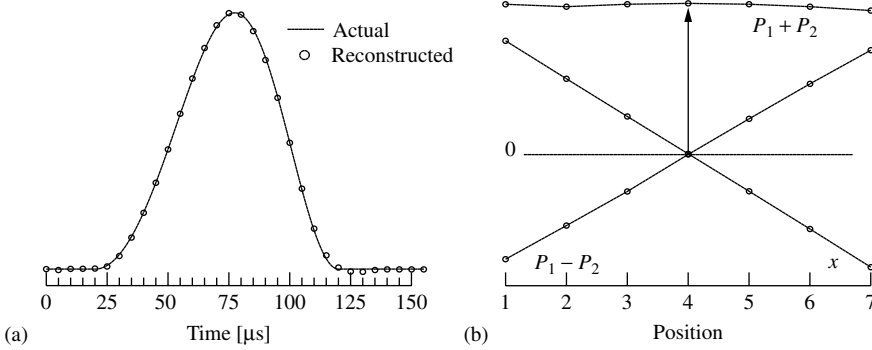 Actual
Reconstructed
0 25 50 75 100 125 150
(a) Time [μs]
P1 + P2
0
P1 − P2 x
1 2 3 4 5 6 7
(b) Position